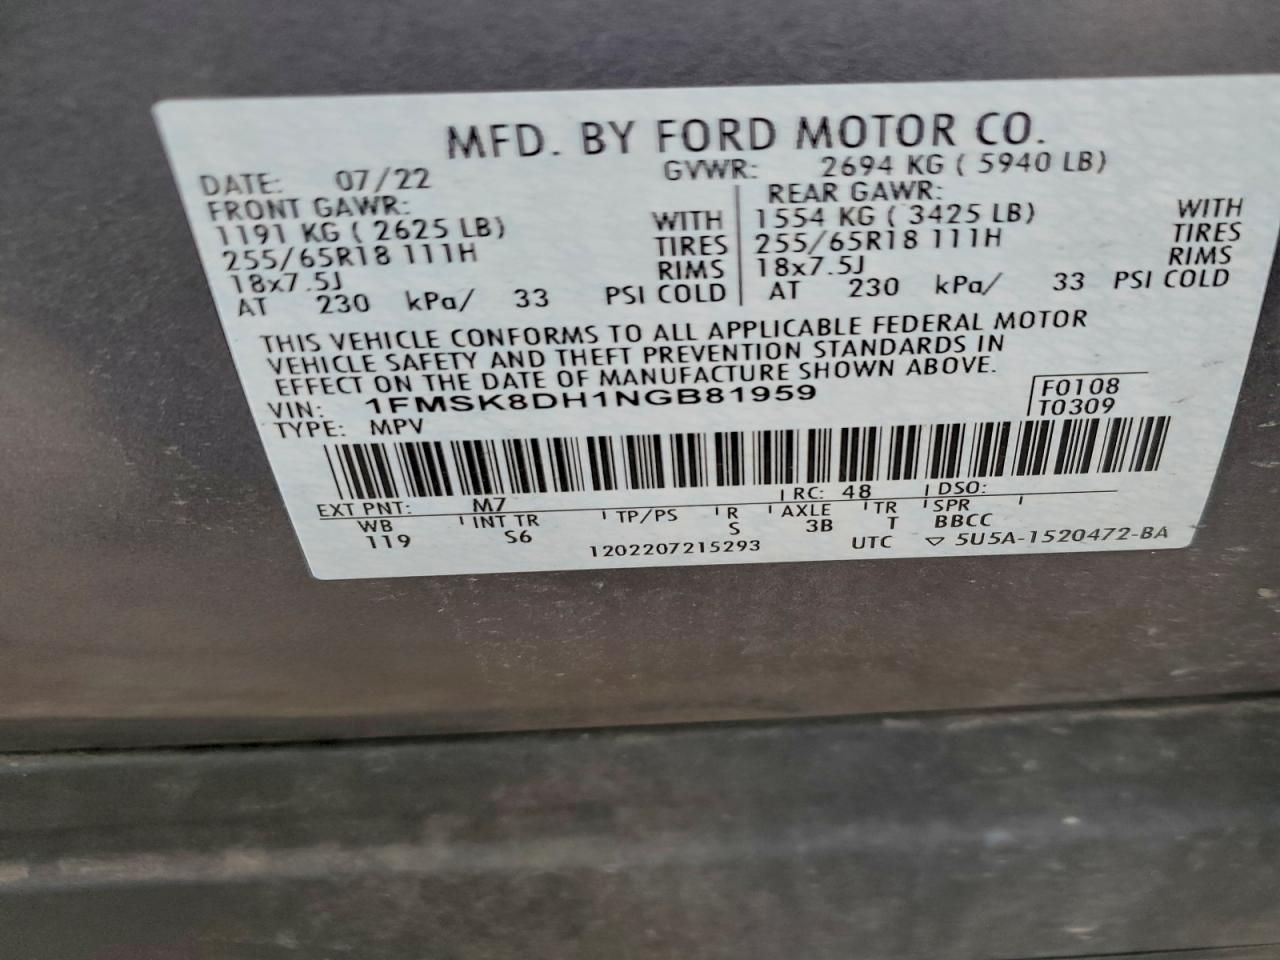 MFD. BY FORD MOTOR CO.
DATE: 07/22 GVWR: 2694 KG ( 5940 LB)
FRONT GAWR: REAR GAWR:
1191 KG ( 2625 LB) WITH 1554 KG ( 3425 LB) WITH
255/65R18 111H TIRES 255/65R18 111H TIRES
18x7.5J RIMS 18x7.5J RIMS
AT 230 kPa/ 33 PSI COLD AT 230 kPa/ 33 PSI COLD
THIS VEHICLE CONFORMS TO ALL APPLICABLE FEDERAL MOTOR
VEHICLE SAFETY AND THEFT PREVENTION STANDARDS IN
EFFECT ON THE DATE OF MANUFACTURE SHOWN ABOVE.
VIN: 1FMSK8DH1NGB81959 F0108
TYPE: MPV T0309
EXT PNT: M7 RC: 48 DSO:
WB INT TR TP/PS R AXLE TR SPR
119 S6 S 3B T BBCC
1202207215293 UTC ▽ 5U5A-1520472-BA